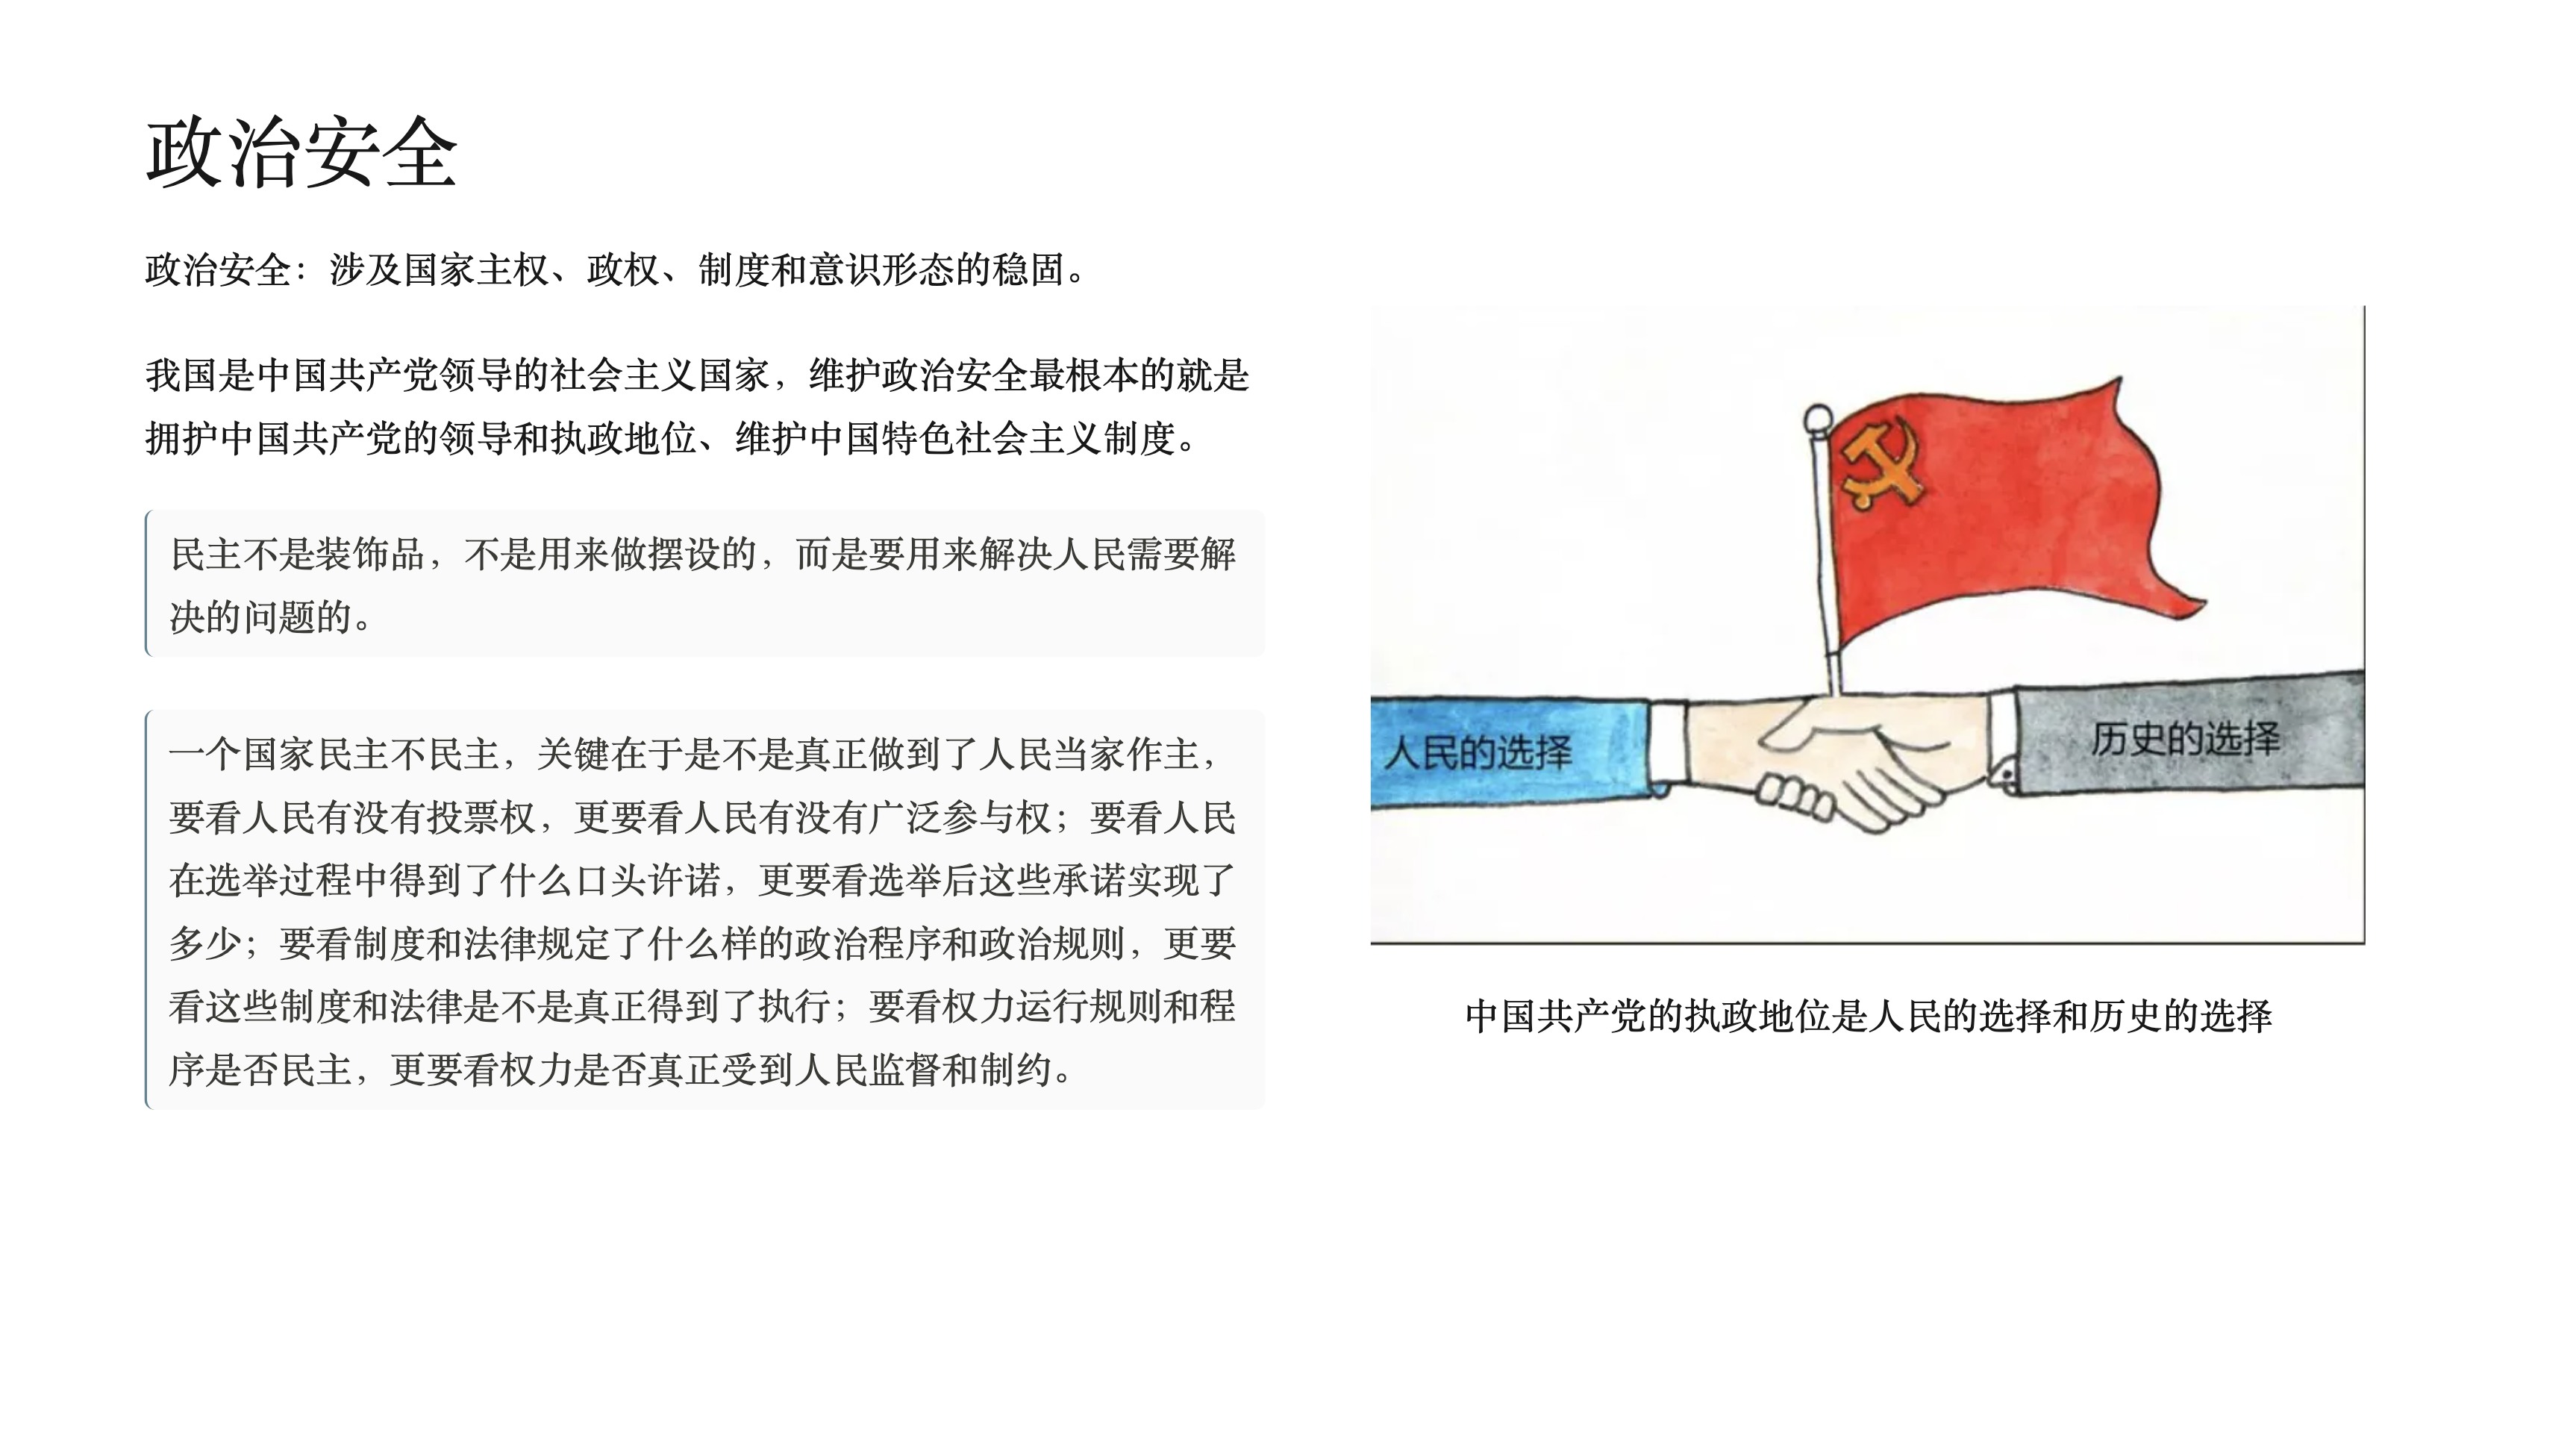 政治安全
政治安全：涉及国家主权、政权、制度和意识形态的稳固。
我国是中国共产党领导的社会主义国家，维护政治安全最根本的就是
拥护中国共产党的领导和执政地位、维护中国特色社会主义制度。
民主不是装饰品，不是用来做摆设的，而是要用来解决人民需要解
决的问题的。
一个国家民主不民主，关键在于是不是真正做到了人民当家作主，
要看人民有没有投票权，更要看人民有没有广泛参与权；要看人民
在选举过程中得到了什么口头许诺，更要看选举后这些承诺实现了
多少；要看制度和法律规定了什么样的政治程序和政治规则，更要
看这些制度和法律是不是真正得到了执行；要看权力运行规则和程
序是否民主，更要看权力是否真正受到人民监督和制约。
人民的选择
历史的选择
中国共产党的执政地位是人民的选择和历史的选择